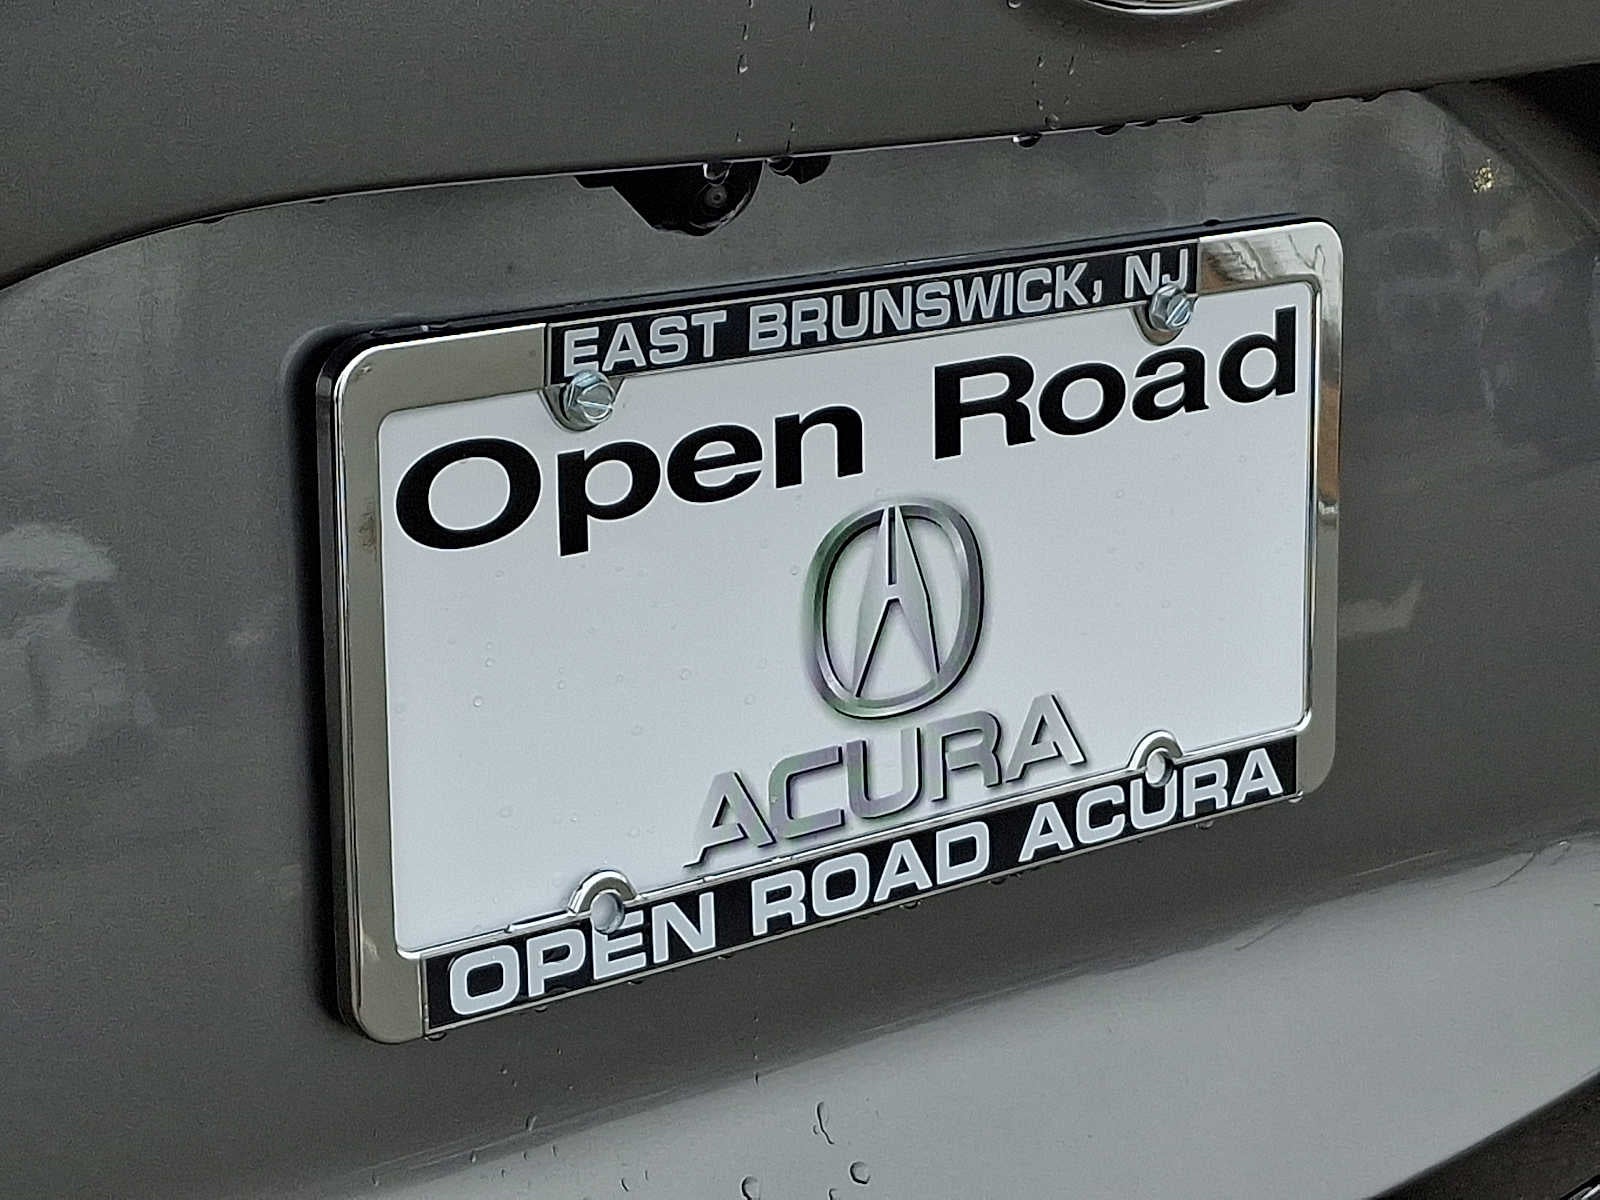 EAST BRUNSWICK, NJ
Open Road
ACURA
OPEN ROAD ACURA